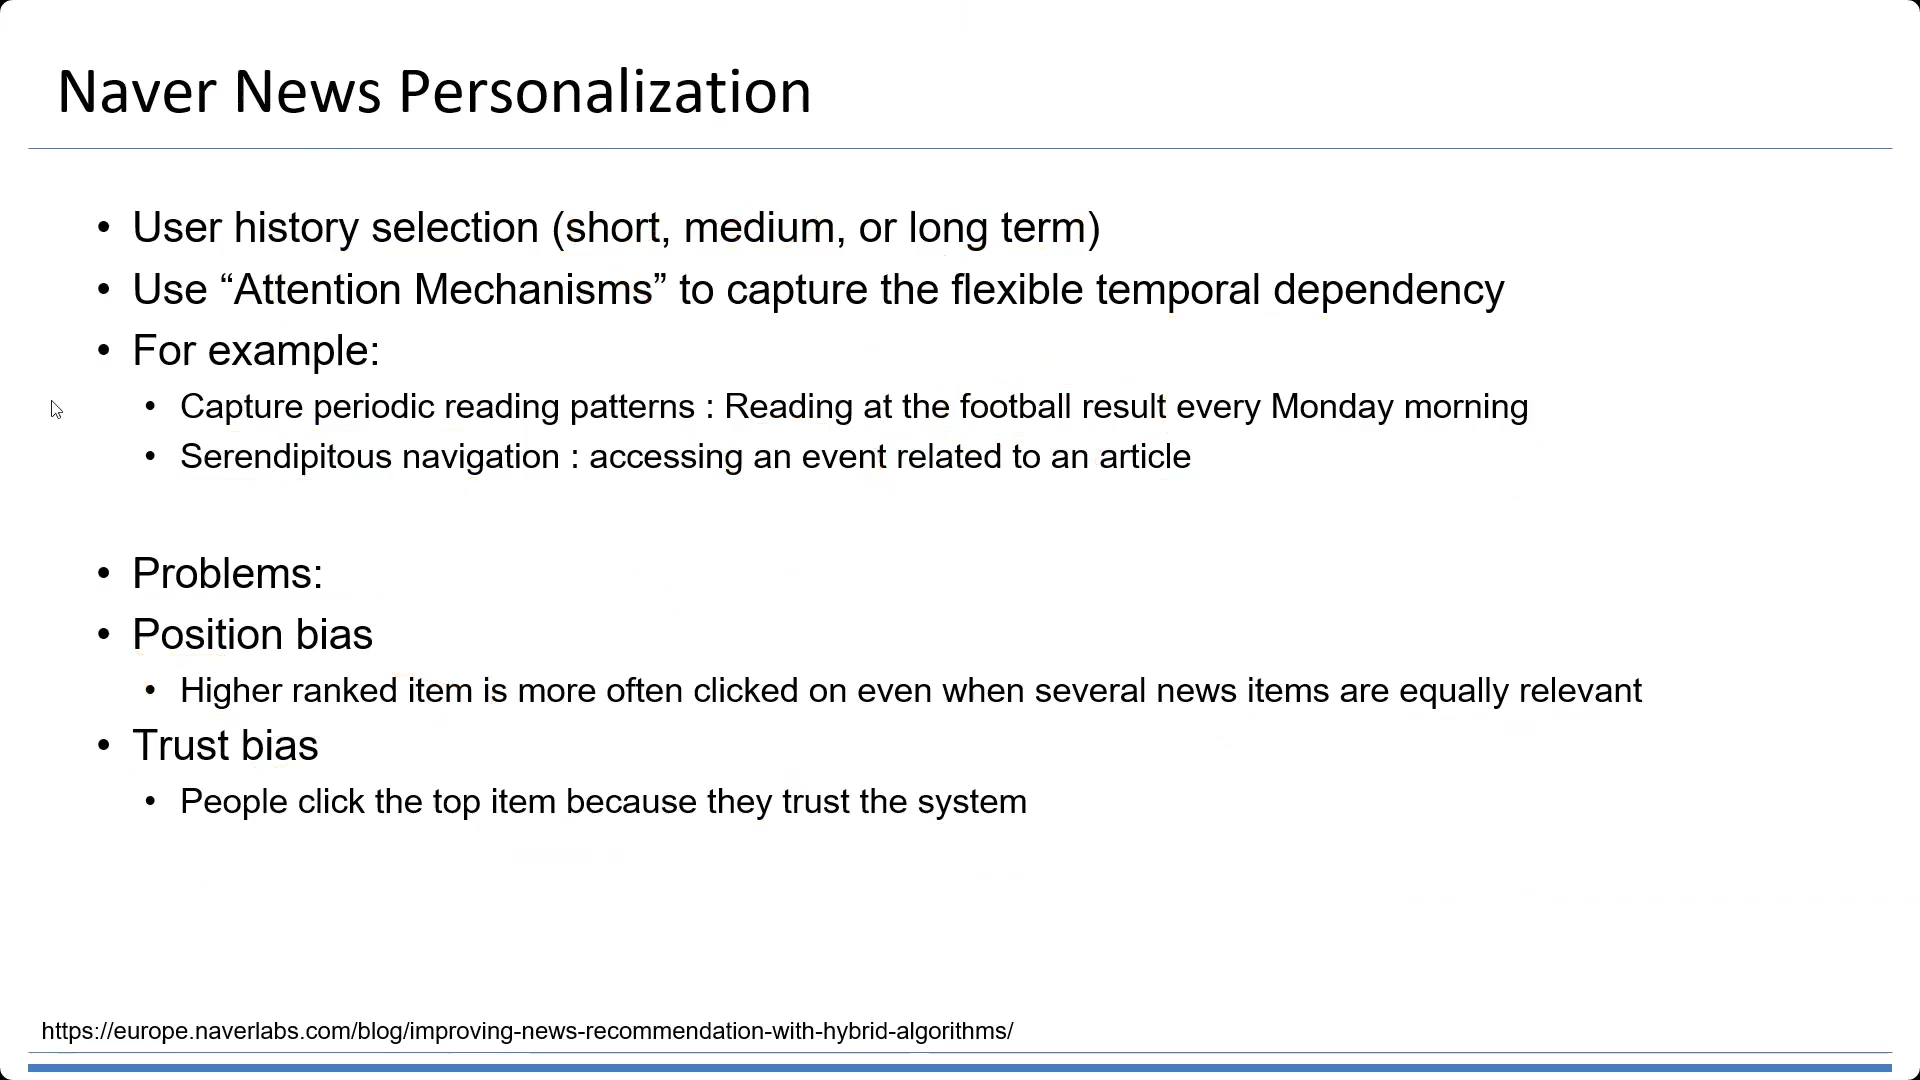 Naver News Personalization
• User history selection (short, medium, or long term)
• Use “Attention Mechanisms” to capture the flexible temporal dependency
• For example:
• Capture periodic reading patterns : Reading at the football result every Monday morning
• Serendipitous navigation : accessing an event related to an article
• Problems:
• Position bias
• Higher ranked item is more often clicked on even when several news items are equally relevant
• Trust bias
• People click the top item because they trust the system
https://europe.naverlabs.com/blog/improving-news-recommendation-with-hybrid-algorithms/